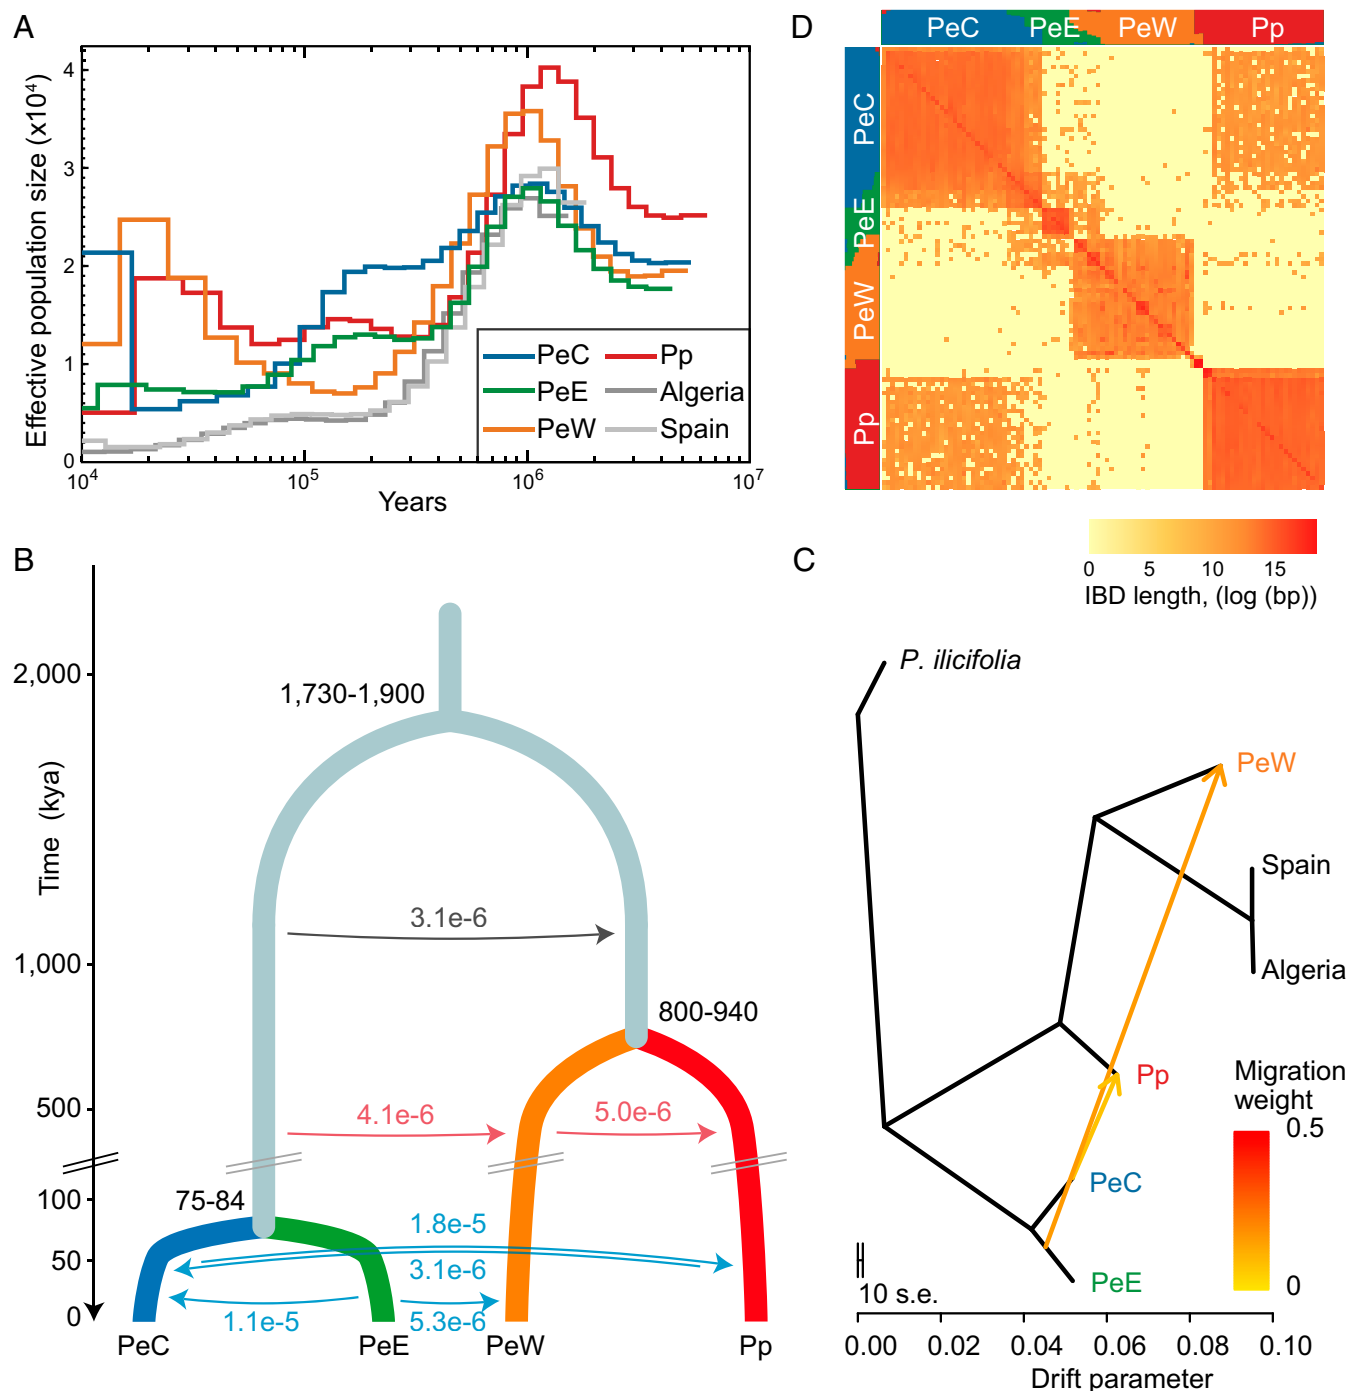 A
Effective population size (x10⁴)
4
3
2
1
0
10⁴
10⁵
10⁶
10⁷
Years
PeC
Pp
PeE
Algeria
PeW
Spain
D
PeC
PeE
PeW
Pp
PeC
PeE
PeW
Pp
0
5
10
15
IBD length, (log (bp))
B
Time (kya)
2,000
1,000
500
100
50
0
1,730-1,900
3.1e-6
800-940
4.1e-6
5.0e-6
75-84
1.8e-5
3.1e-6
1.1e-5
5.3e-6
PeC
PeE
PeW
Pp
C
P. ilicifolia
PeW
Spain
Algeria
Pp
PeC
PeE
Migration
weight
0.5
0
10 s.e.
0.00
0.02
0.04
0.06
0.08
0.10
Drift parameter